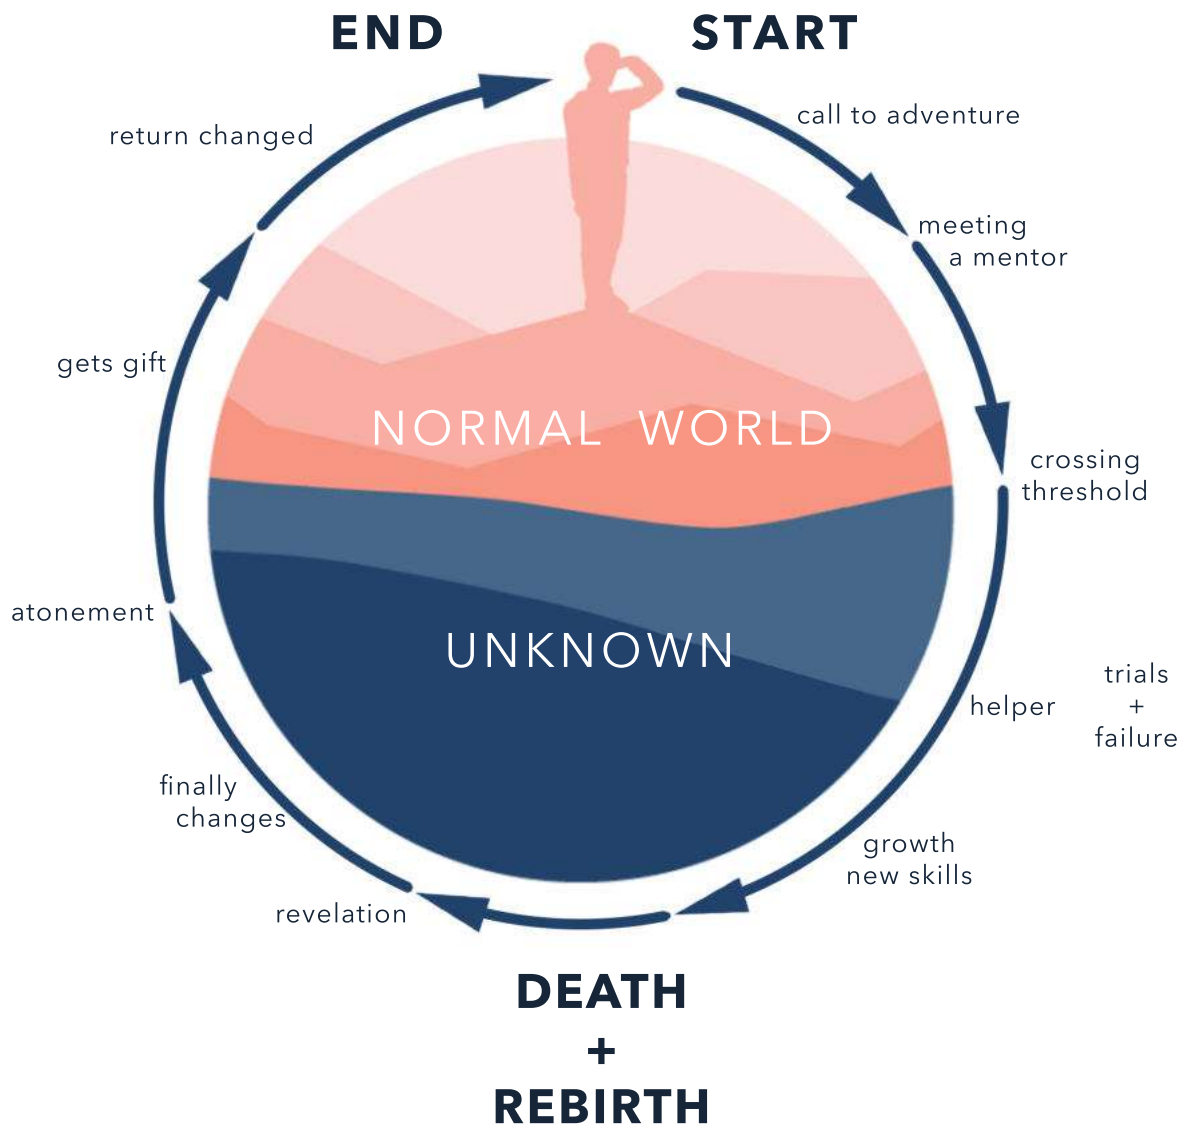 END
START
call to adventure
return changed
meeting
a mentor
gets gift
NORMAL WORLD
crossing
threshold
atonement
UNKNOWN
helper
trials
+
failure
finally
changes
growth
new skills
revelation
DEATH
+
REBIRTH